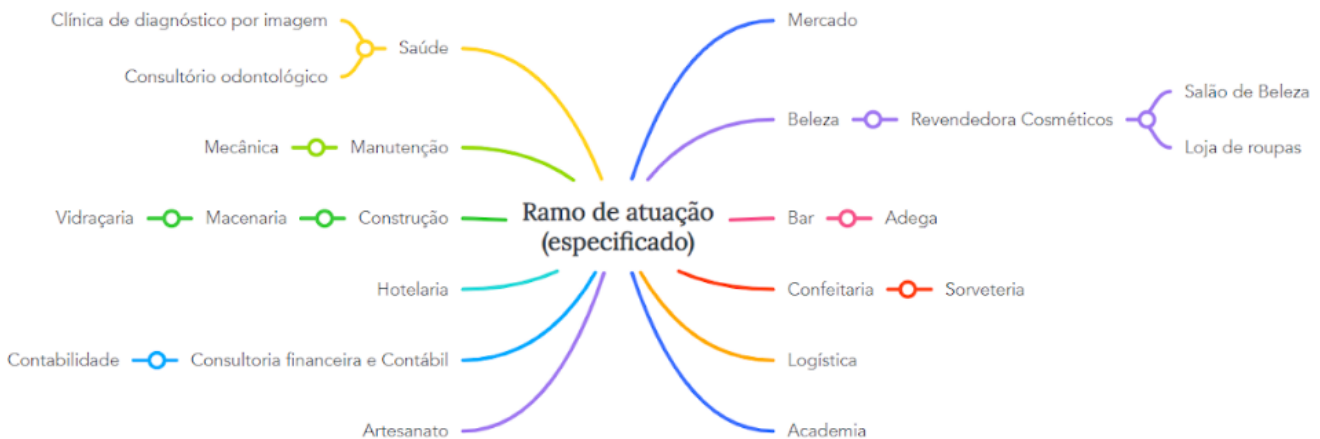 Clínica de diagnóstico por imagem
Consultório odontológico
Saúde
Mecânica
Manutenção
Vidraçaria
Macenaria
Construção
Hotelaria
Contabilidade
Consultoria financeira e Contábil
Artesanato
Ramo de atuação
(especificado)
Mercado
Beleza
Revendedora Cosméticos
Salão de Beleza
Loja de roupas
Bar
Adega
Confeitaria
Sorveteria
Logística
Academia